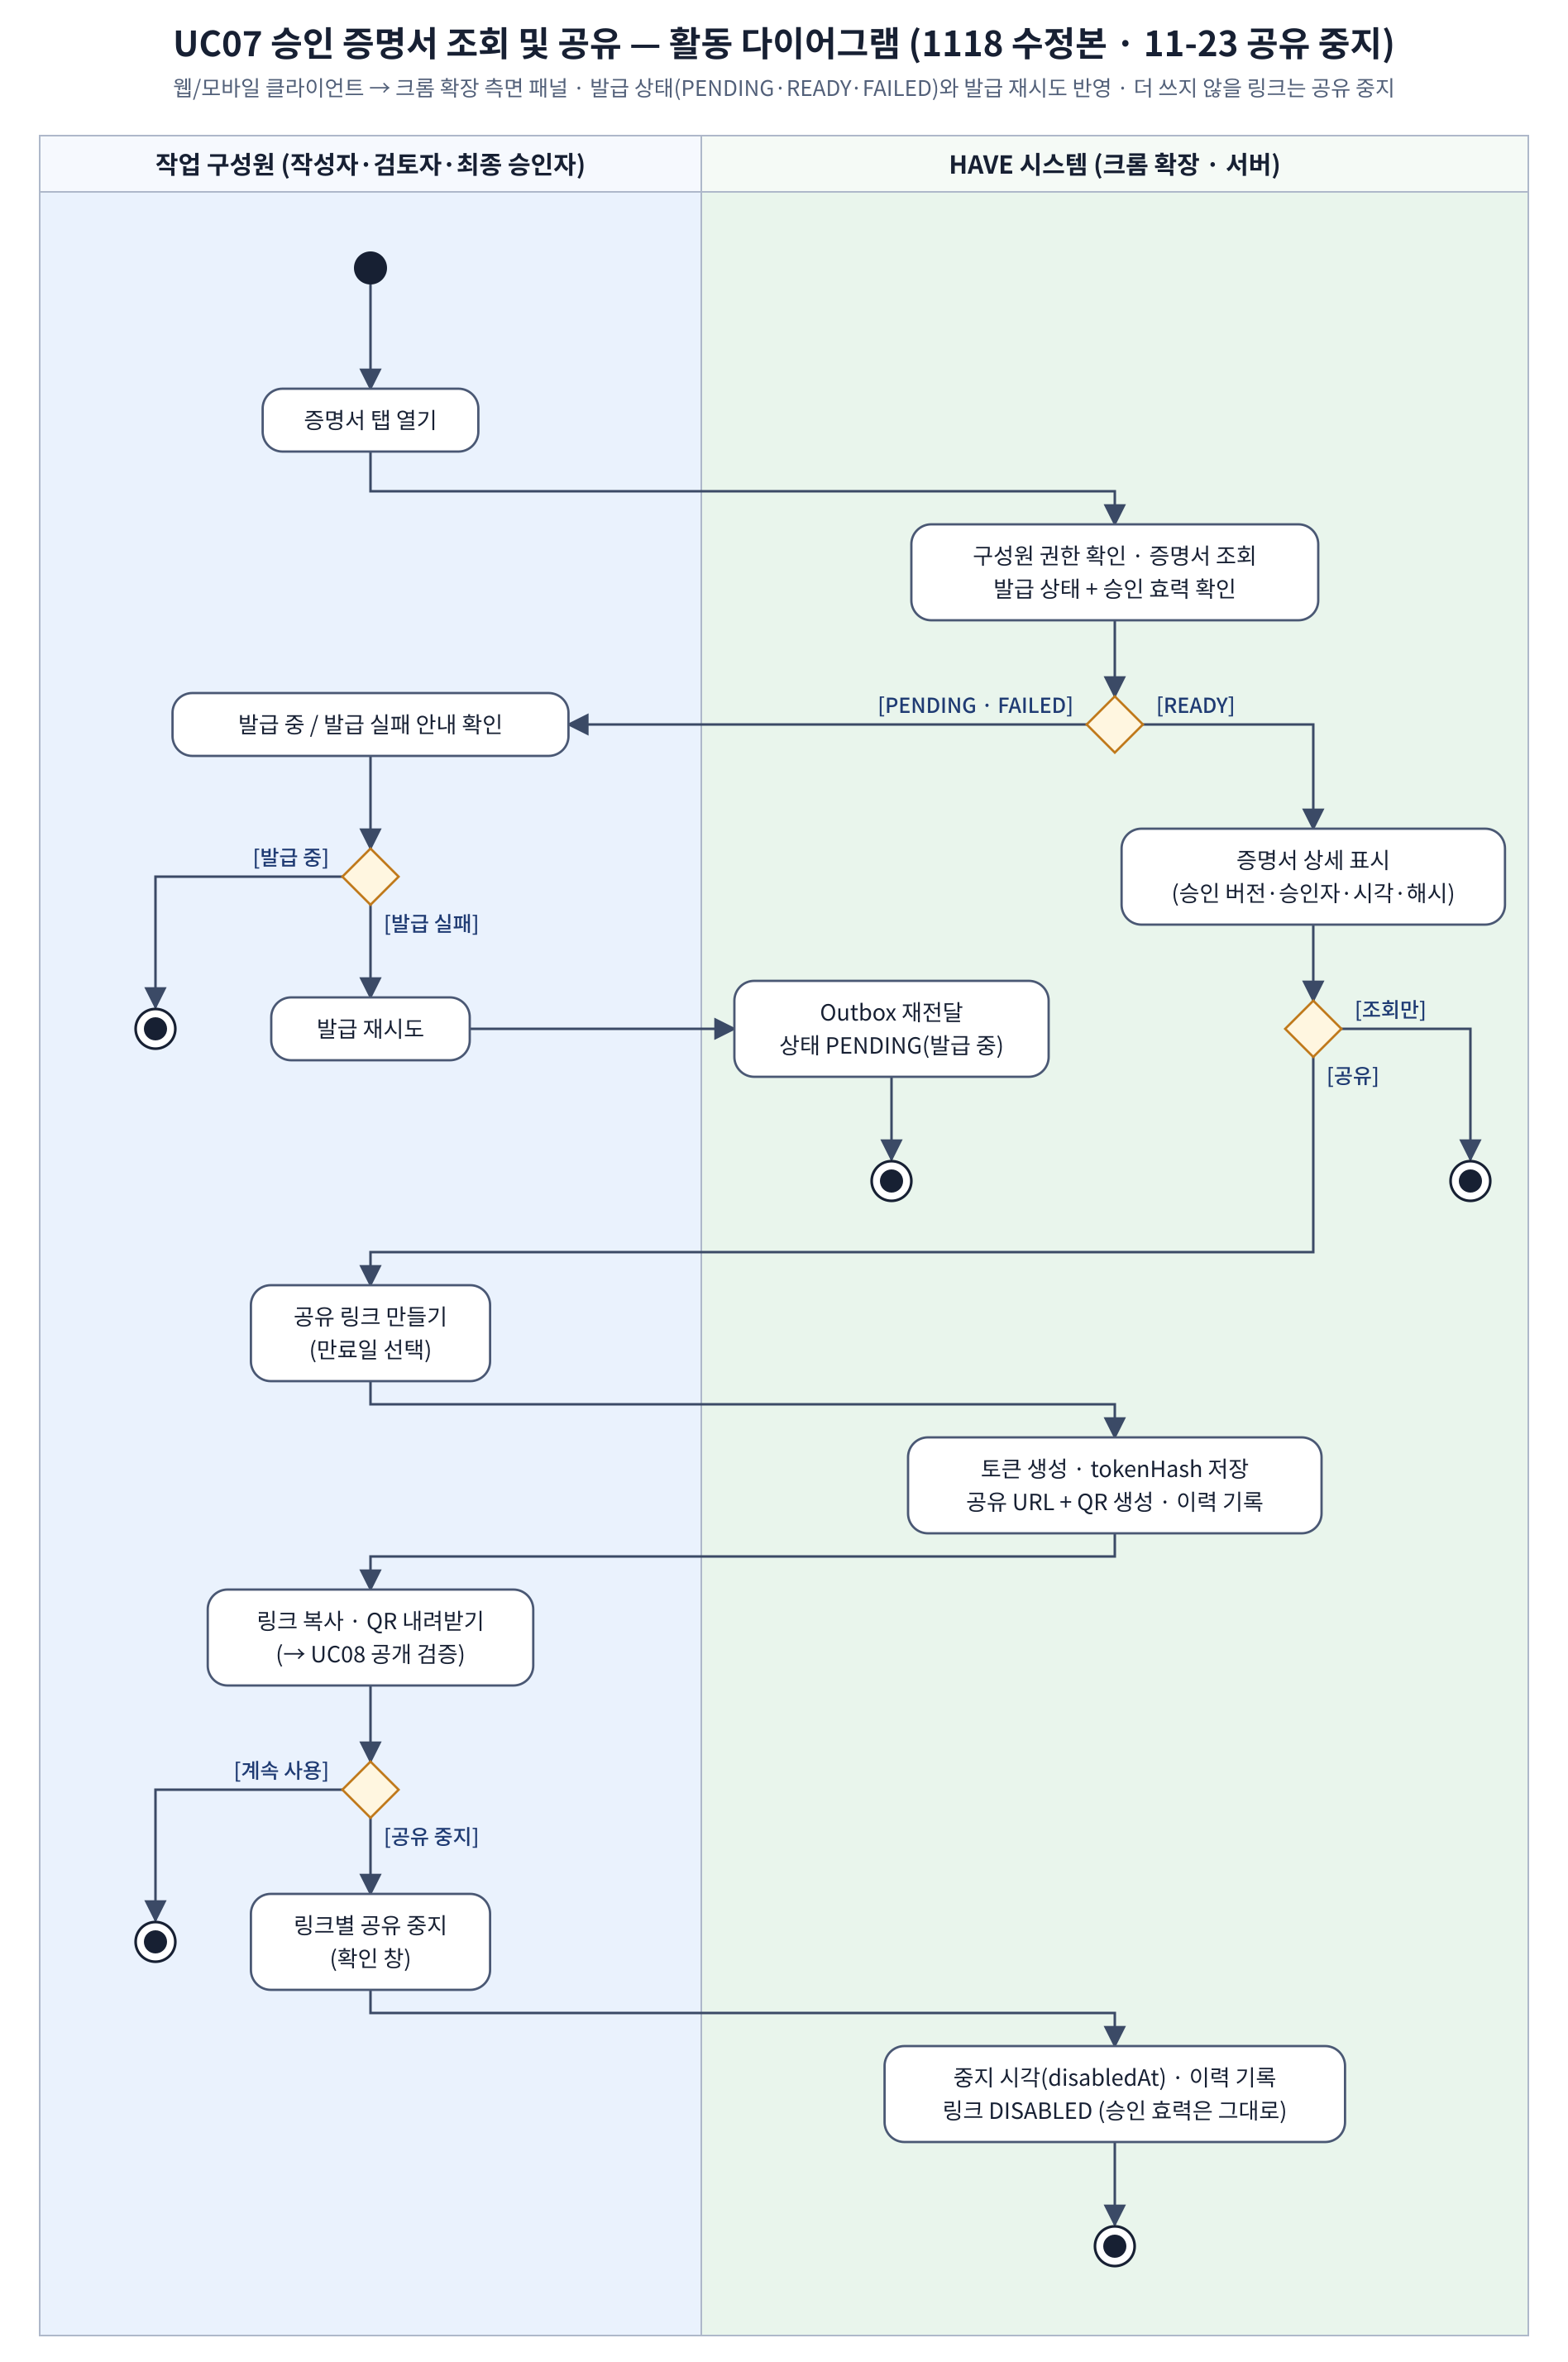 UC07 승인 증명서 조회 및 공유 — 활동 다이어그램 (1118 수정본 · 11-23 공유 중지)
웹/모바일 클라이언트 → 크롬 확장 측면 패널 · 발급 상태(PENDING·READY·FAILED)와 발급 재시도 반영 · 더 쓰지 않을 링크는 공유 중지
작업 구성원 (작성자·검토자·최종 승인자)
HAVE 시스템 (크롬 확장 · 서버)
증명서 탭 열기
구성원 권한 확인 · 증명서 조회
발급 상태 + 승인 효력 확인
[PENDING · FAILED]
[READY]
발급 중 / 발급 실패 안내 확인
[발급 중]
[발급 실패]
증명서 상세 표시
(승인 버전·승인자·시각·해시)
발급 재시도
Outbox 재전달
상태 PENDING(발급 중)
[조회만]
[공유]
공유 링크 만들기
(만료일 선택)
토큰 생성 · tokenHash 저장
공유 URL + QR 생성 · 이력 기록
링크 복사 · QR 내려받기
(→ UC08 공개 검증)
[계속 사용]
[공유 중지]
링크별 공유 중지
(확인 창)
중지 시각(disabledAt) · 이력 기록
링크 DISABLED (승인 효력은 그대로)